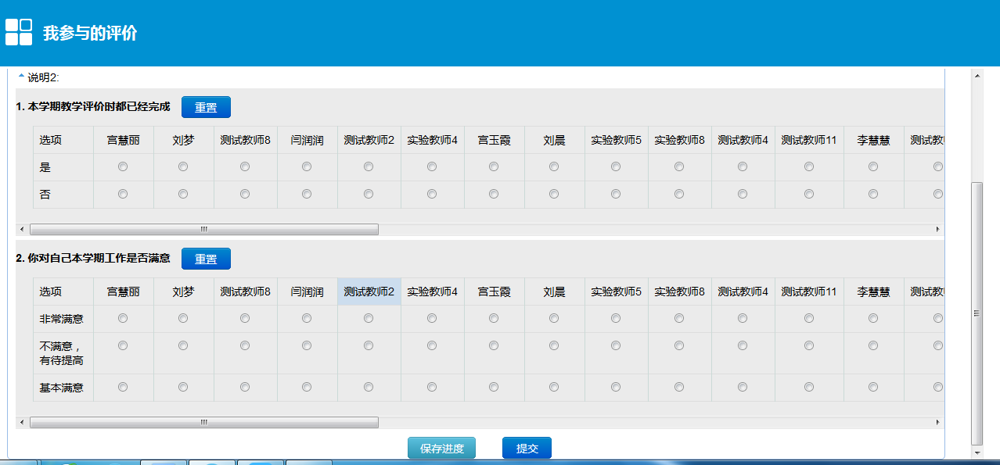 我参与的评价
说明2:
1. 本学期教学评价时都已经完成 重置
选项 宫慧丽 刘梦 测试教师8 闫润润 测试教师2 实验教师4 宫玉霞 刘晨 实验教师5 实验教师8 测试教师4 测试教师11 李慧慧 测试教
是
否
2. 你对自己本学期工作是否满意 重置
选项 宫慧丽 刘梦 测试教师8 闫润润 测试教师2 实验教师4 宫玉霞 刘晨 实验教师5 实验教师8 测试教师4 测试教师11 李慧慧 测试教
非常满意
不满意，
有待提高
基本满意
保存进度 提交